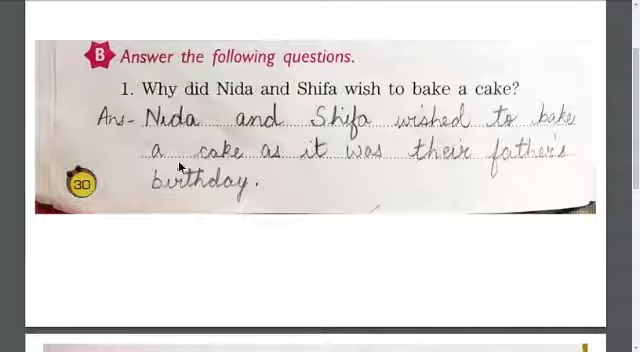 B Answer the following questions.
1. Why did Nida and Shifa wish to bake a cake?
Ans- Nida and Shifa wished to bake
a cake as it was their father's
birthday.
30